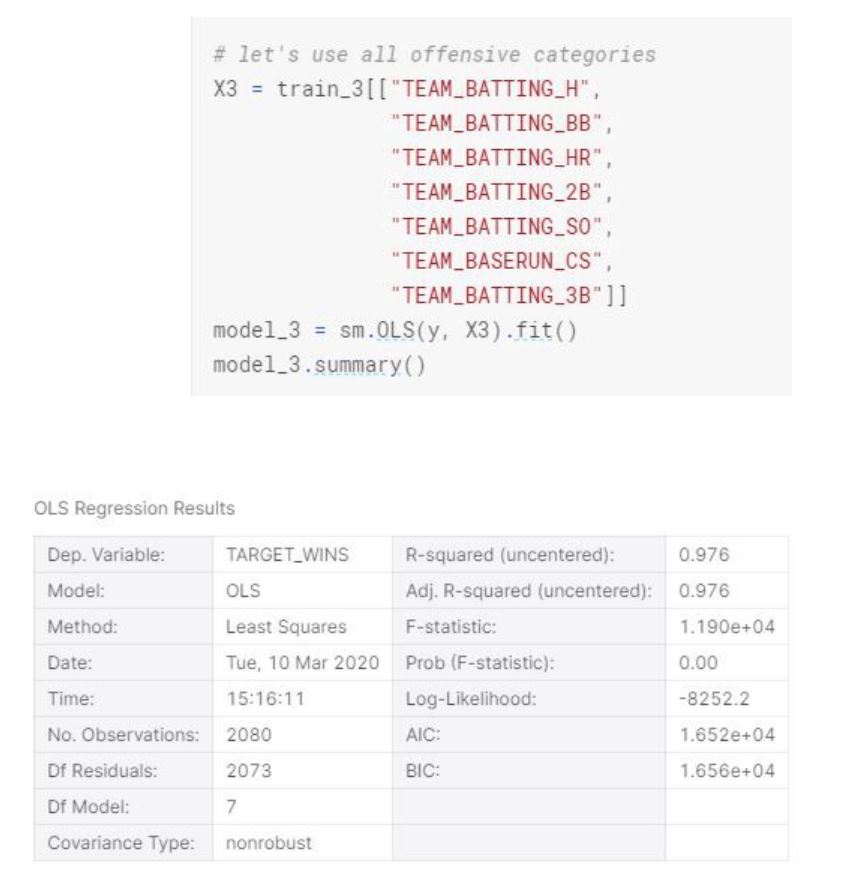 # let's use all offensive categories
X3 = train_3[["TEAM_BATTING_H",
"TEAM_BATTING_BB",
"TEAM_BATTING_HR",
"TEAM_BATTING_2B",
"TEAM_BATTING_SO",
"TEAM_BASERUN_CS",
"TEAM_BATTING_3B"]]
model_3 = sm.OLS(y, X3).fit()
model_3.summary()
OLS Regression Results
Dep. Variable: TARGET_WINS R-squared (uncentered): 0.976
Model: OLS Adj. R-squared (uncentered): 0.976
Method: Least Squares F-statistic: 1.190e+04
Date: Tue, 10 Mar 2020 Prob (F-statistic): 0.00
Time: 15:16:11 Log-Likelihood: -8252.2
No. Observations: 2080 AIC: 1.652e+04
Df Residuals: 2073 BIC: 1.656e+04
Df Model: 7
Covariance Type: nonrobust